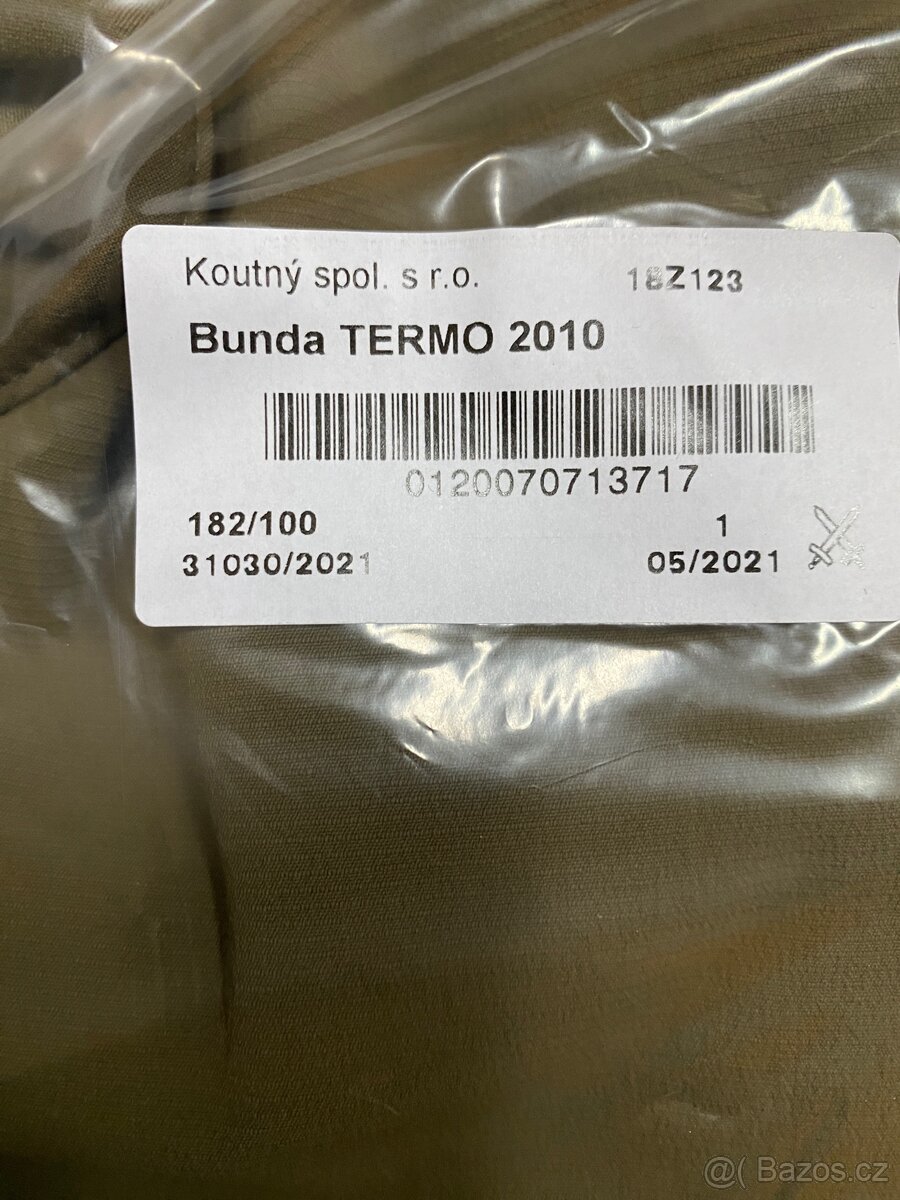 Koutný spol. s r.o. 18Z123
Bunda TERMO 2010
0120070713717
182/100 1
31030/2021 05/2021
@( Bazos.cz